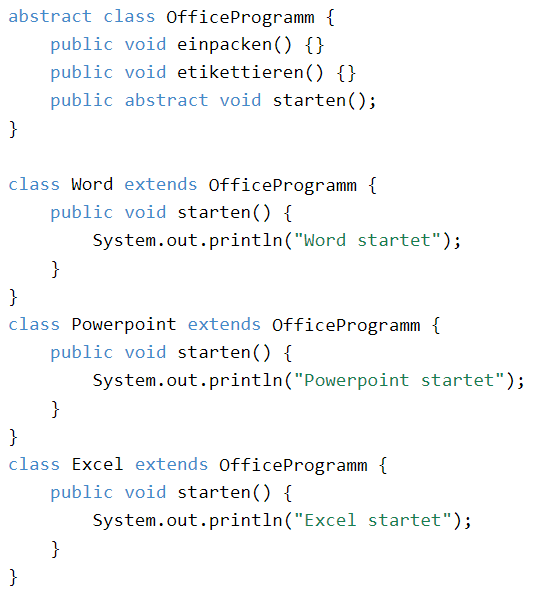 abstract class OfficeProgramm {
    public void einpacken() {}
    public void etikettieren() {}
    public abstract void starten();
}

class Word extends OfficeProgramm {
    public void starten() {
        System.out.println("Word startet");
    }
}
class Powerpoint extends OfficeProgramm {
    public void starten() {
        System.out.println("Powerpoint startet");
    }
}
class Excel extends OfficeProgramm {
    public void starten() {
        System.out.println("Excel startet");
    }
}